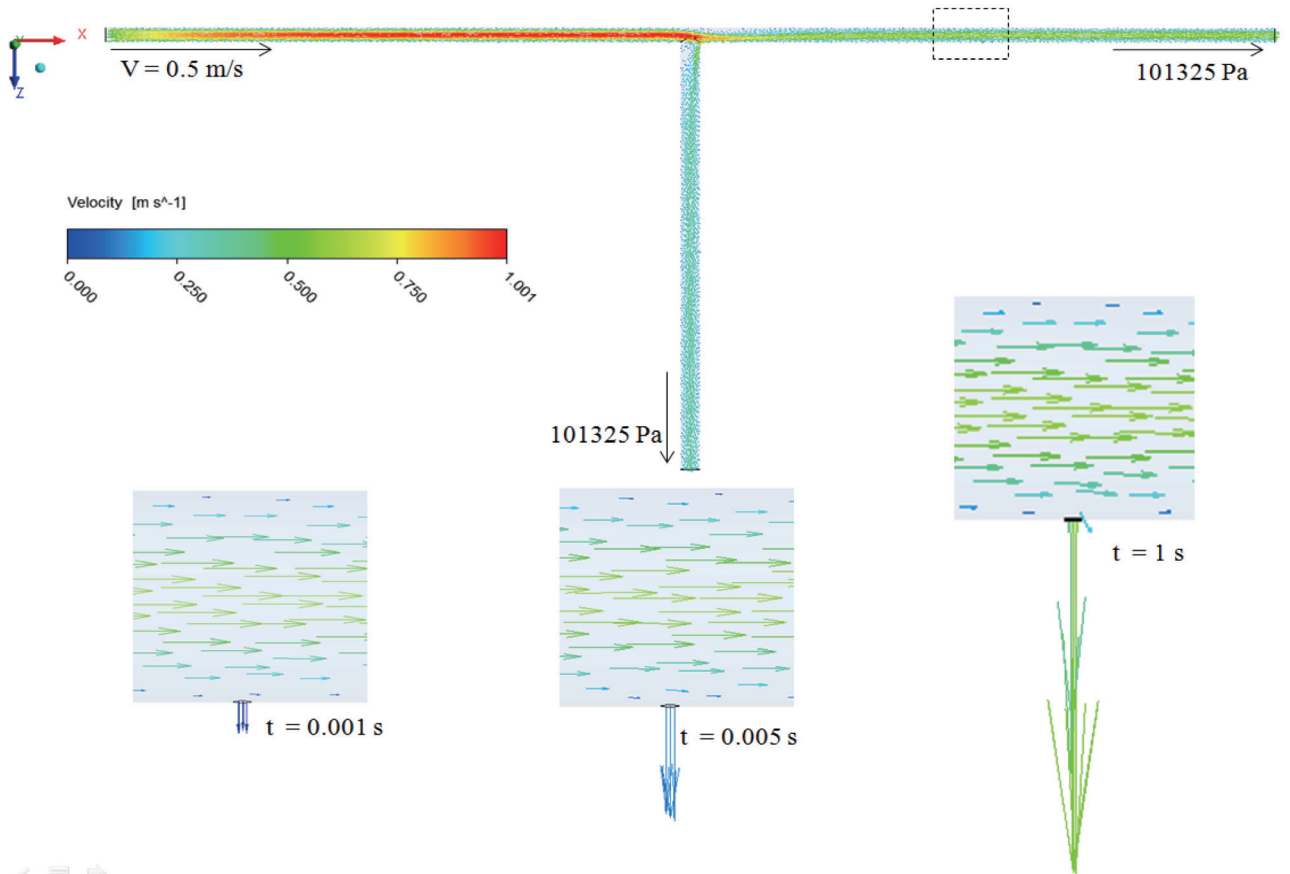 X
Y
Z
V = 0.5 m/s
101325 Pa
Velocity [m s^-1]
0.000
0.250
0.500
0.750
1.001
101325 Pa
t = 1 s
t = 0.001 s
t = 0.005 s